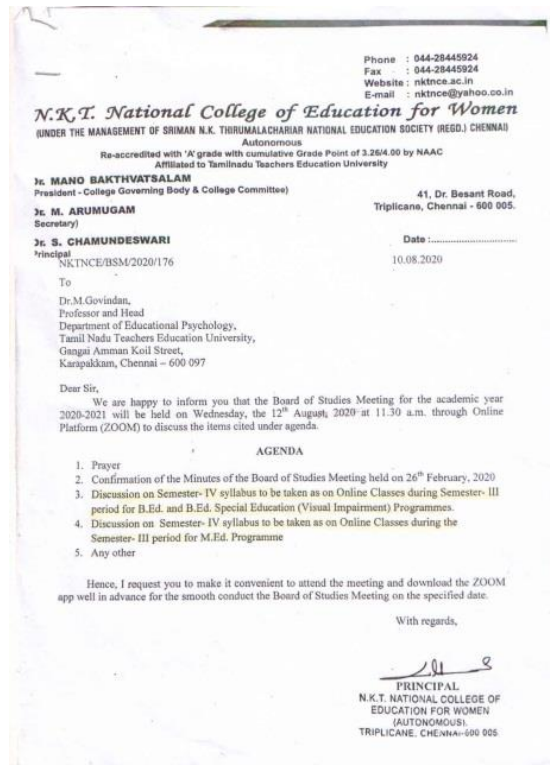 Phone : 044-28445924
Fax : 044-28445924
Website : nktnce.ac.in
E-mail : nktnce@yahoo.co.in
N.K.T. National College of Education for Women
(UNDER THE MANAGEMENT OF SRIMAN N.K. THIRUMALACHARIAR NATIONAL EDUCATION SOCIETY (REGD.) CHENNAI)
Autonomous
Re-accredited with 'A' grade with cumulative Grade Point of 3.26/4.00 by NAAC
Affiliated to Tamilnadu Teachers Education University
Dr. MANO BAKTHVATSALAM
President - College Governing Body & College Committee)
41, Dr. Besant Road,
Triplicane, Chennai - 600 005.
Dr. M. ARUMUGAM
Secretary)
Dr. S. CHAMUNDESWARI
Principal
Date :..............................
NKTNCE/BSM/2020/176
10.08.2020
To
Dr.M.Govindan,
Professor and Head
Department of Educational Psychology,
Tamil Nadu Teachers Education University,
Gangai Amman Koil Street,
Karapakkam, Chennai – 600 097
Dear Sir,
We are happy to inform you that the Board of Studies Meeting for the academic year
2020-2021 will be held on Wednesday, the 12th August, 2020 at 11.30 a.m. through Online
Platform (ZOOM) to discuss the items cited under agenda.
AGENDA
1. Prayer
2. Confirmation of the Minutes of the Board of Studies Meeting held on 26th February, 2020
3. Discussion on Semester- IV syllabus to be taken as on Online Classes during Semester- III
period for B.Ed. and B.Ed. Special Education (Visual Impairment) Programmes.
4. Discussion on Semester- IV syllabus to be taken as on Online Classes during the
Semester- III period for M.Ed. Programme
5. Any other
Hence, I request you to make it convenient to attend the meeting and download the ZOOM
app well in advance for the smooth conduct the Board of Studies Meeting on the specified date.
With regards,
PRINCIPAL
N.K.T. NATIONAL COLLEGE OF
EDUCATION FOR WOMEN
(AUTONOMOUS).
TRIPLICANE, CHENNAI-600 005.